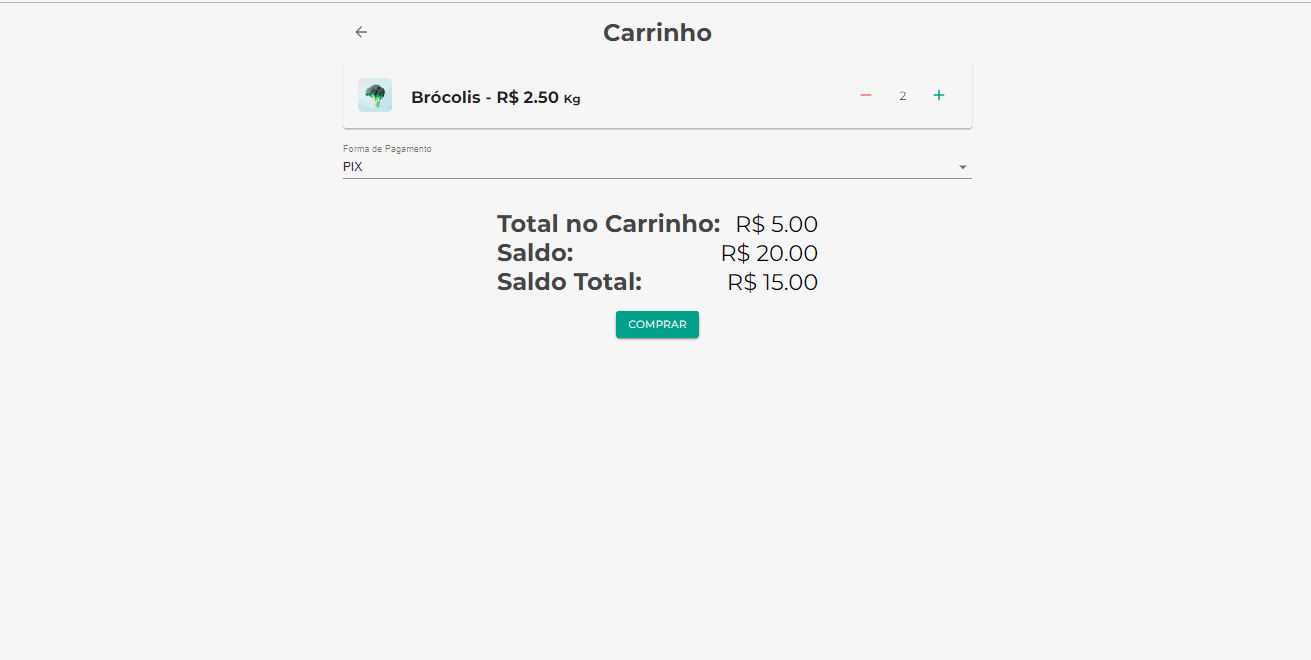 Carrinho
Brócolis - R$ 2.50 Kg
2
Forma de Pagamento
PIX
Total no Carrinho: R$ 5.00
Saldo: R$ 20.00
Saldo Total: R$ 15.00
COMPRAR